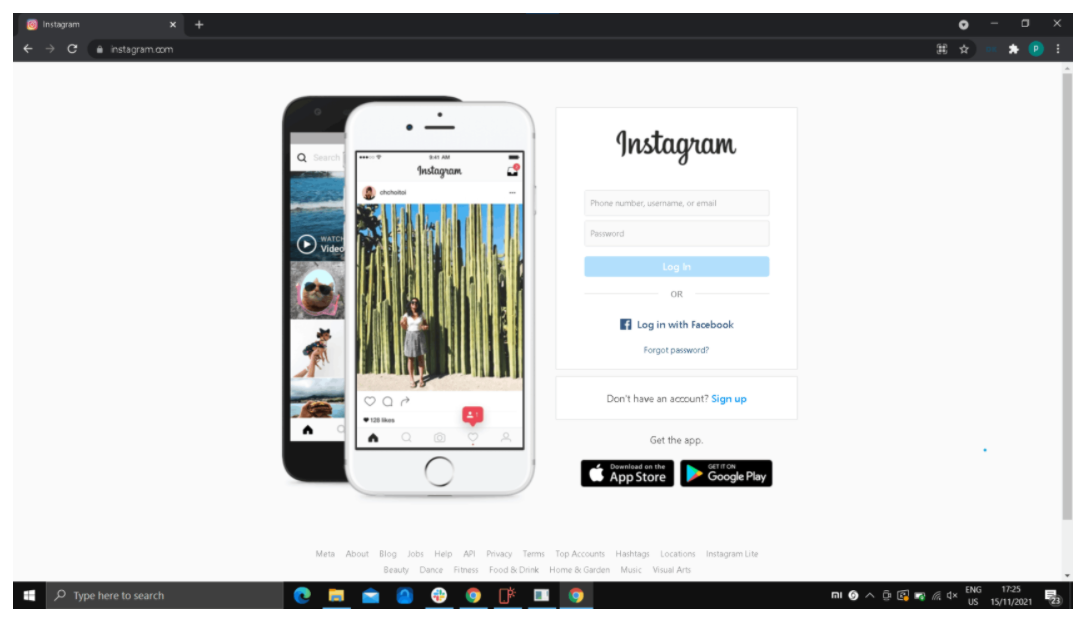 Instagram
instagram.com
P
Search
WATCH
Video
9:41 AM
Instagram
chchoitoi
128 likes
1
Instagram
Phone number, username, or email
Password
Log In
OR
Log in with Facebook
Forgot password?
Don't have an account? Sign up
Get the app.
Download on the
App Store
GET IT ON
Google Play
Meta About Blog Jobs Help API Privacy Terms Top Accounts Hashtags Locations Instagram Lite
Beauty Dance Fitness Food & Drink Home & Garden Music Visual Arts
Type here to search
ENG
US
17:25
15/11/2021
23